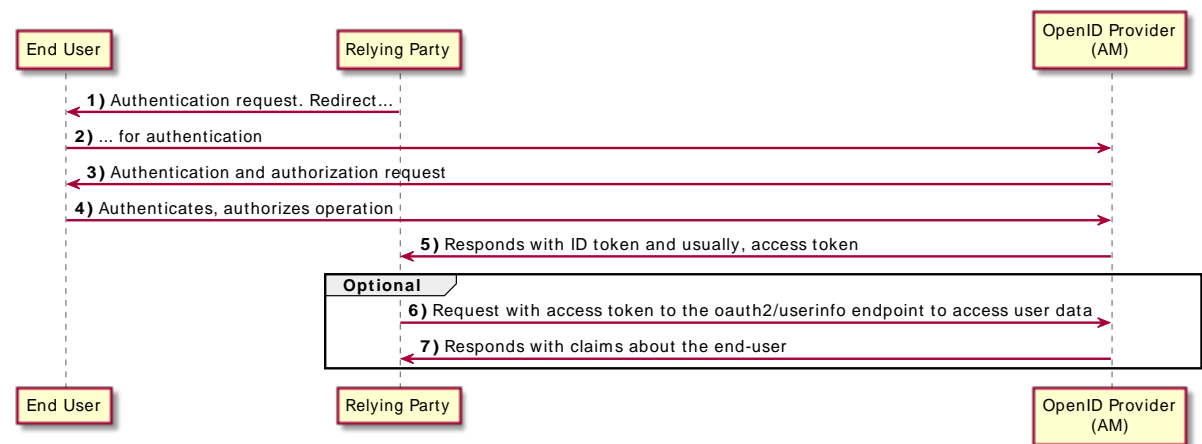 End User
Relying Party
OpenID Provider
(AM)
1) Authentication request. Redirect...
2) ... for authentication
3) Authentication and authorization request
4) Authenticates, authorizes operation
5) Responds with ID token and usually, access token
Optional
6) Request with access token to the oauth2/userinfo endpoint to access user data
7) Responds with claims about the end-user
End User
Relying Party
OpenID Provider
(AM)